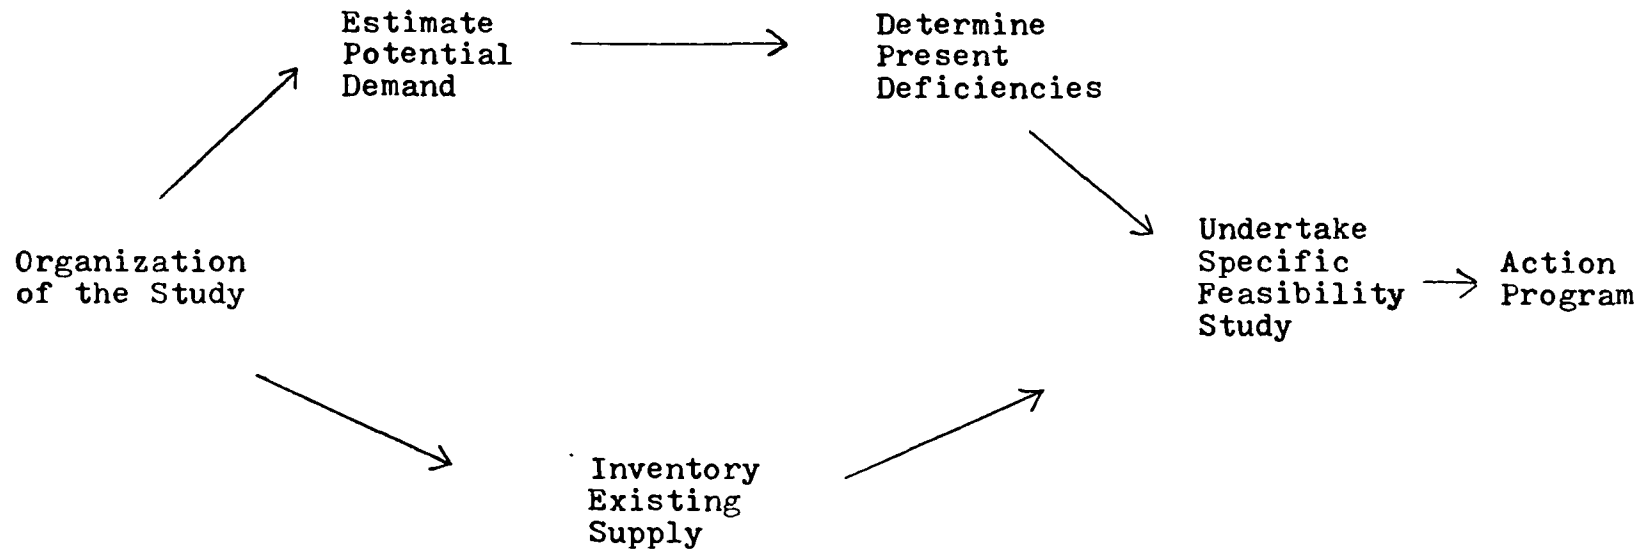 Estimate
Potential
Demand
Determine
Present
Deficiencies
Organization
of the Study
Undertake
Specific
Feasibility
Study
Action
Program
Inventory
Existing
Supply